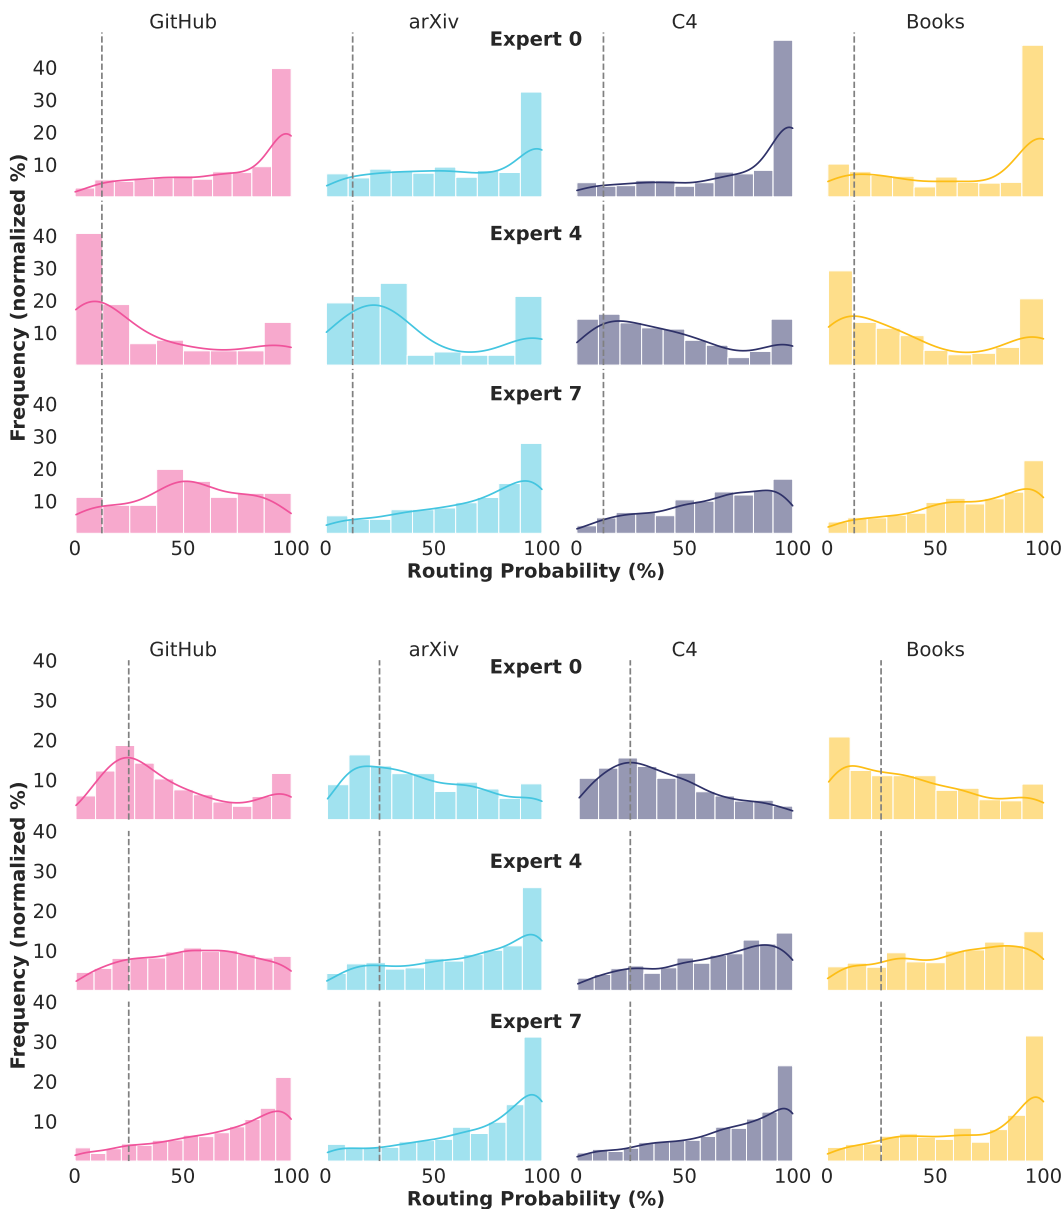 GitHub arXiv C4 Books
Expert 0
40
30
20
10
Expert 4
40
30
20
10
Expert 7
40
30
20
10
Frequency (normalized %)
0 50 100 0 50 100 0 50 100 0 50 100
Routing Probability (%)
GitHub arXiv C4 Books
Expert 0
40
30
20
10
Expert 4
40
30
20
10
Expert 7
40
30
20
10
Frequency (normalized %)
0 50 100 0 50 100 0 50 100 0 50 100
Routing Probability (%)